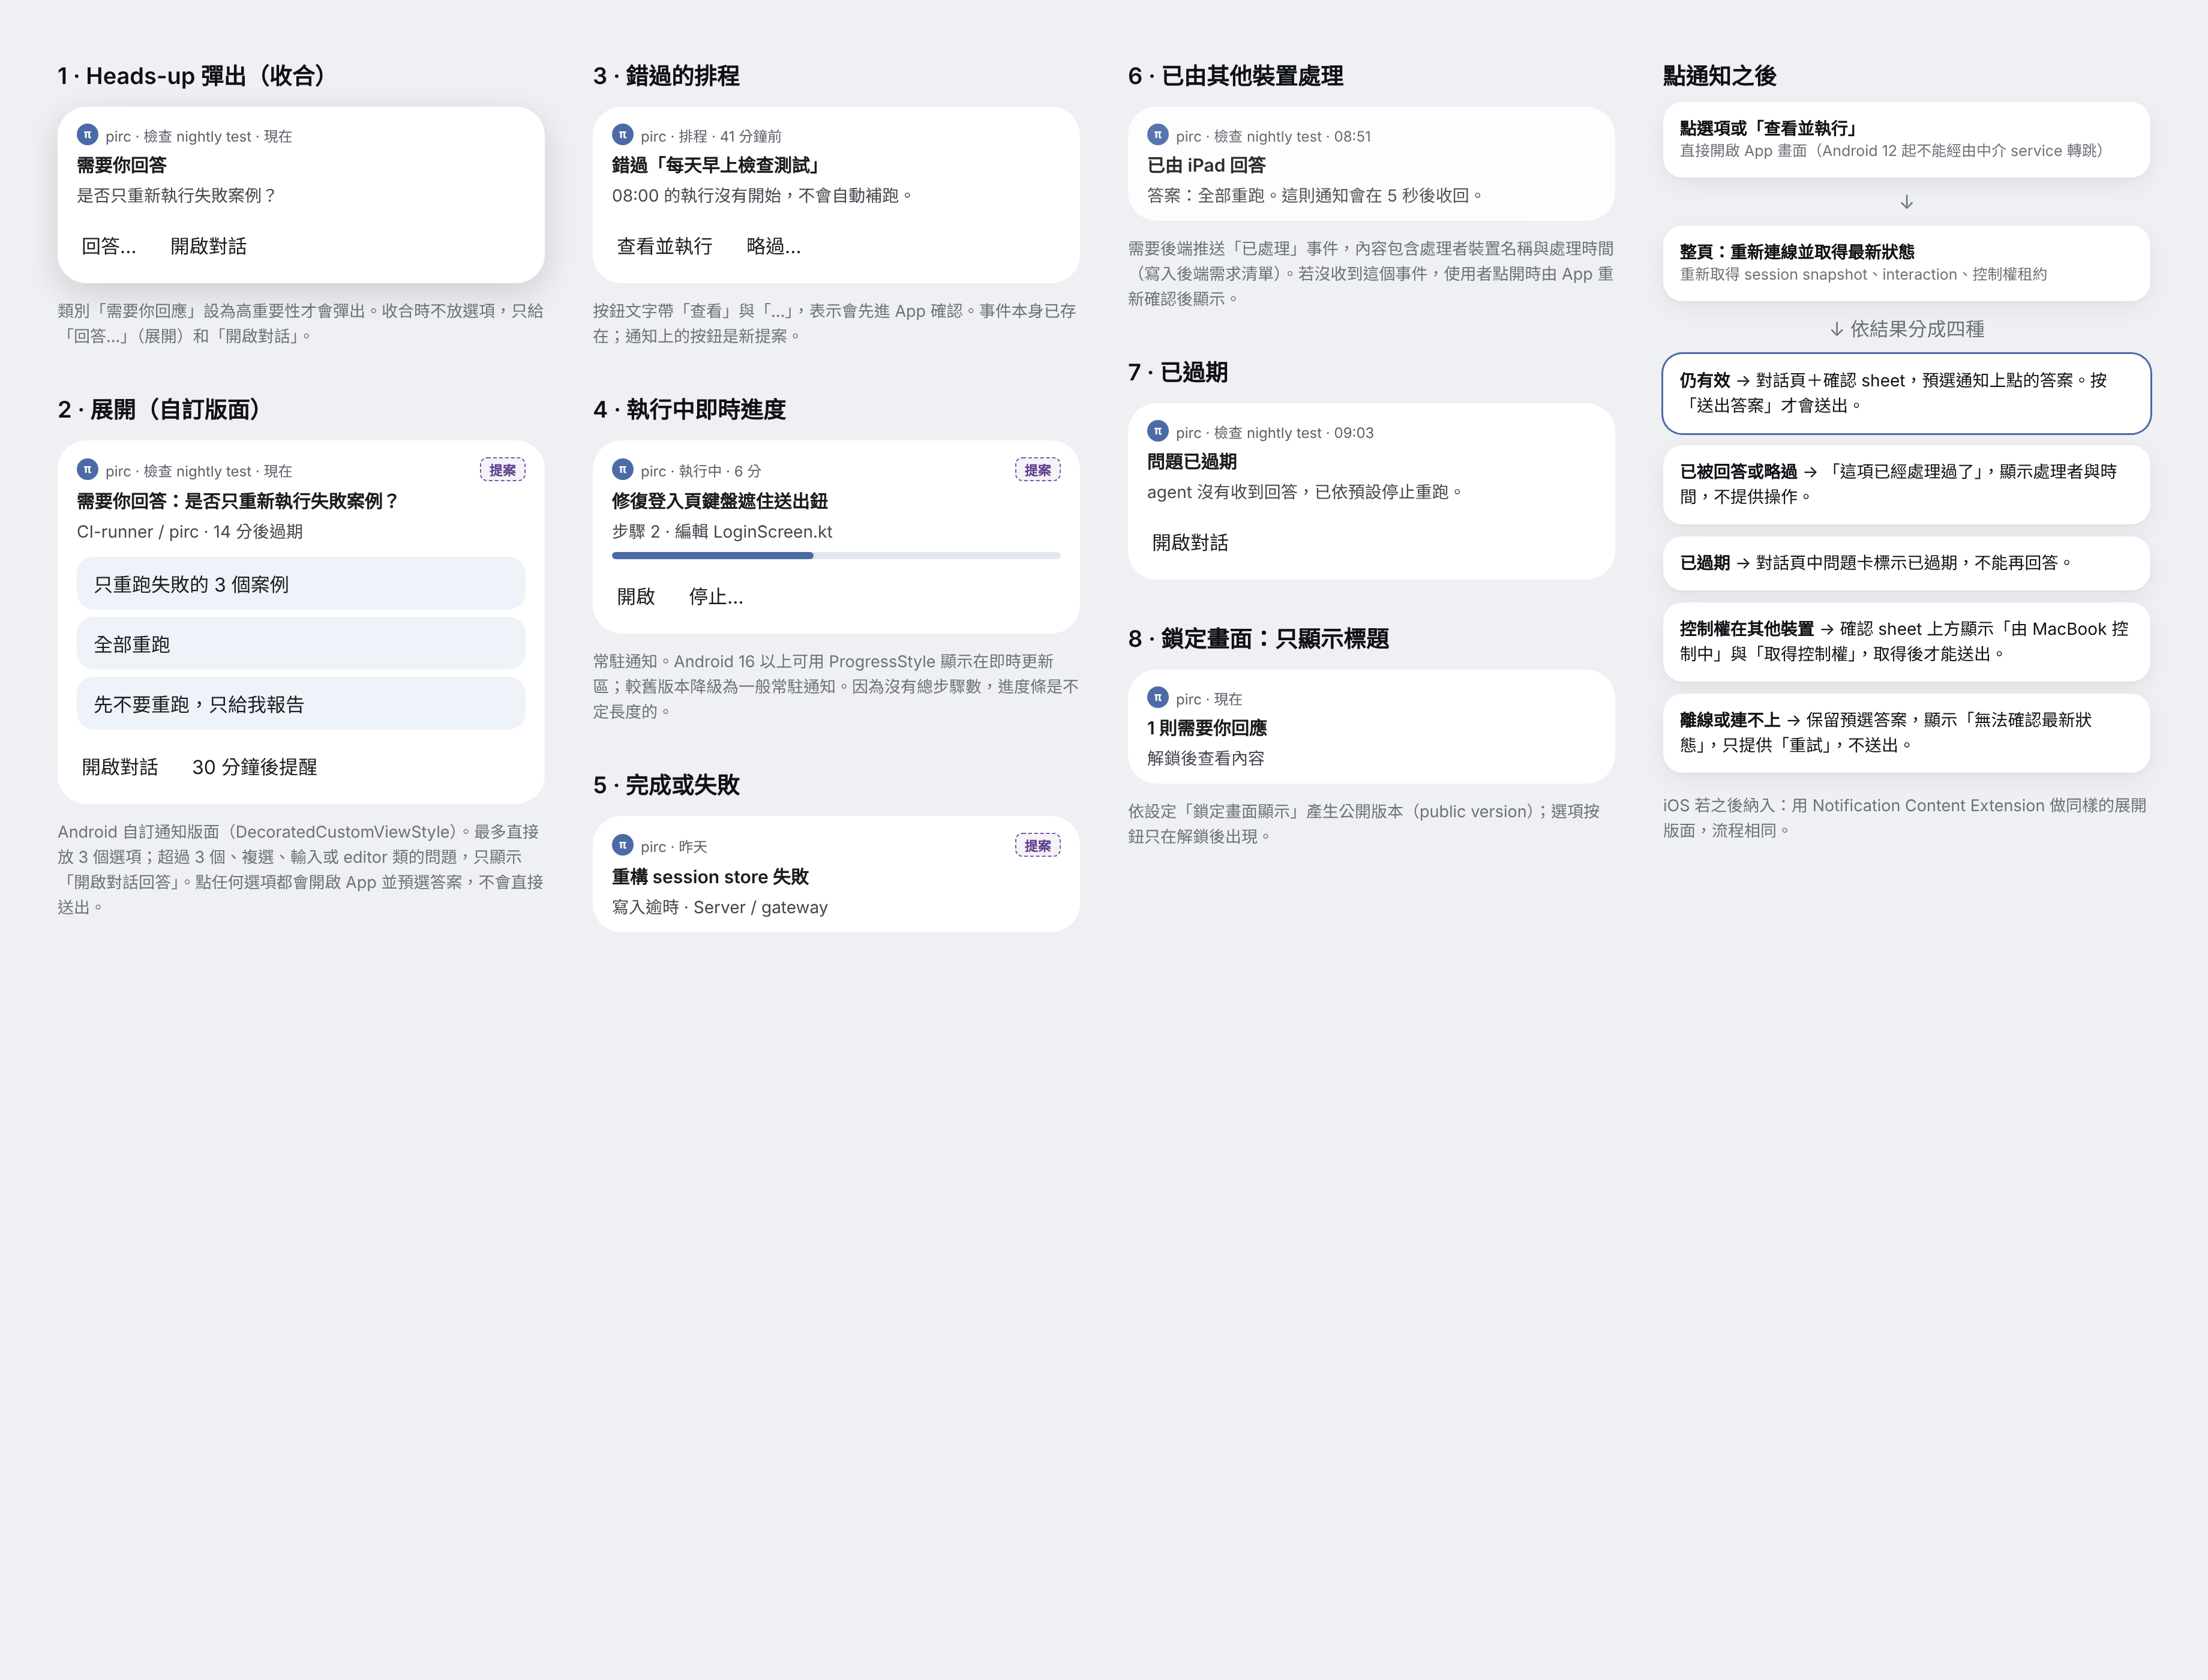 1 · Heads-up 彈出（收合）
π pirc · 檢查 nightly test · 現在
需要你回答
是否只重新執行失敗案例？
回答… 開啟對話
類別「需要你回應」設為高重要性才會彈出。收合時不放選項，只給
「回答…」（展開）和「開啟對話」。
2 · 展開（自訂版面）
π pirc · 檢查 nightly test · 現在 提案
需要你回答：是否只重新執行失敗案例？
CI-runner / pirc · 14 分後過期
只重跑失敗的 3 個案例
全部重跑
先不要重跑，只給我報告
開啟對話 30 分鐘後提醒
Android 自訂通知版面（DecoratedCustomViewStyle）。最多直接
放 3 個選項；超過 3 個、複選、輸入或 editor 類的問題，只顯示
「開啟對話回答」。點任何選項都會開啟 App 並預選答案，不會直接
送出。
3 · 錯過的排程
π pirc · 排程 · 41 分鐘前
錯過「每天早上檢查測試」
08:00 的執行沒有開始，不會自動補跑。
查看並執行 略過…
按鈕文字帶「查看」與「…」，表示會先進 App 確認。事件本身已存
在；通知上的按鈕是新提案。
4 · 執行中即時進度
π pirc · 執行中 · 6 分 提案
修復登入頁鍵盤遮住送出鈕
步驟 2 · 編輯 LoginScreen.kt
開啟 停止…
常駐通知。Android 16 以上可用 ProgressStyle 顯示在即時更新
區；較舊版本降級為一般常駐通知。因為沒有總步驟數，進度條是不
定長度的。
5 · 完成或失敗
π pirc · 昨天 提案
重構 session store 失敗
寫入逾時 · Server / gateway
6 · 已由其他裝置處理
π pirc · 檢查 nightly test · 08:51
已由 iPad 回答
答案：全部重跑。這則通知會在 5 秒後收回。
需要後端推送「已處理」事件，內容包含處理者裝置名稱與處理時間
（寫入後端需求清單）。若沒收到這個事件，使用者點開時由 App 重
新確認後顯示。
7 · 已過期
π pirc · 檢查 nightly test · 09:03
問題已過期
agent 沒有收到回答，已依預設停止重跑。
開啟對話
8 · 鎖定畫面：只顯示標題
π pirc · 現在
1 則需要你回應
解鎖後查看內容
依設定「鎖定畫面顯示」產生公開版本（public version）；選項按
鈕只在解鎖後出現。
點通知之後
點選項或「查看並執行」
直接開啟 App 畫面（Android 12 起不能經由中介 service 轉跳）
↓
整頁：重新連線並取得最新狀態
重新取得 session snapshot、interaction、控制權租約
↓ 依結果分成四種
仍有效 → 對話頁＋確認 sheet，預選通知上點的答案。按
「送出答案」才會送出。
已被回答或略過 → 「這項已經處理過了」，顯示處理者與時
間，不提供操作。
已過期 → 對話頁中問題卡標示已過期，不能再回答。
控制權在其他裝置 → 確認 sheet 上方顯示「由 MacBook 控
制中」與「取得控制權」，取得後才能送出。
離線或連不上 → 保留預選答案，顯示「無法確認最新狀
態」，只提供「重試」，不送出。
iOS 若之後納入：用 Notification Content Extension 做同樣的展開
版面，流程相同。